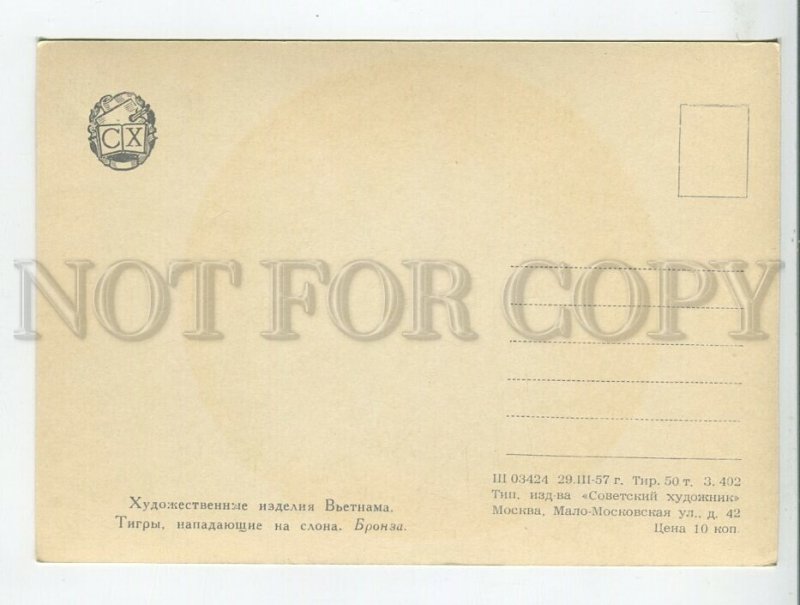 СХ
NOT FOR COPY
Художественные изделия Вьетнама.
Тигры, нападающие на слона. Бронза.
Ш 03424 29.III-57 г. Тир. 50 т. З. 402
Тип. изд-ва «Советский художник»
Москва, Мало-Московская ул., д. 42
Цена 10 коп.